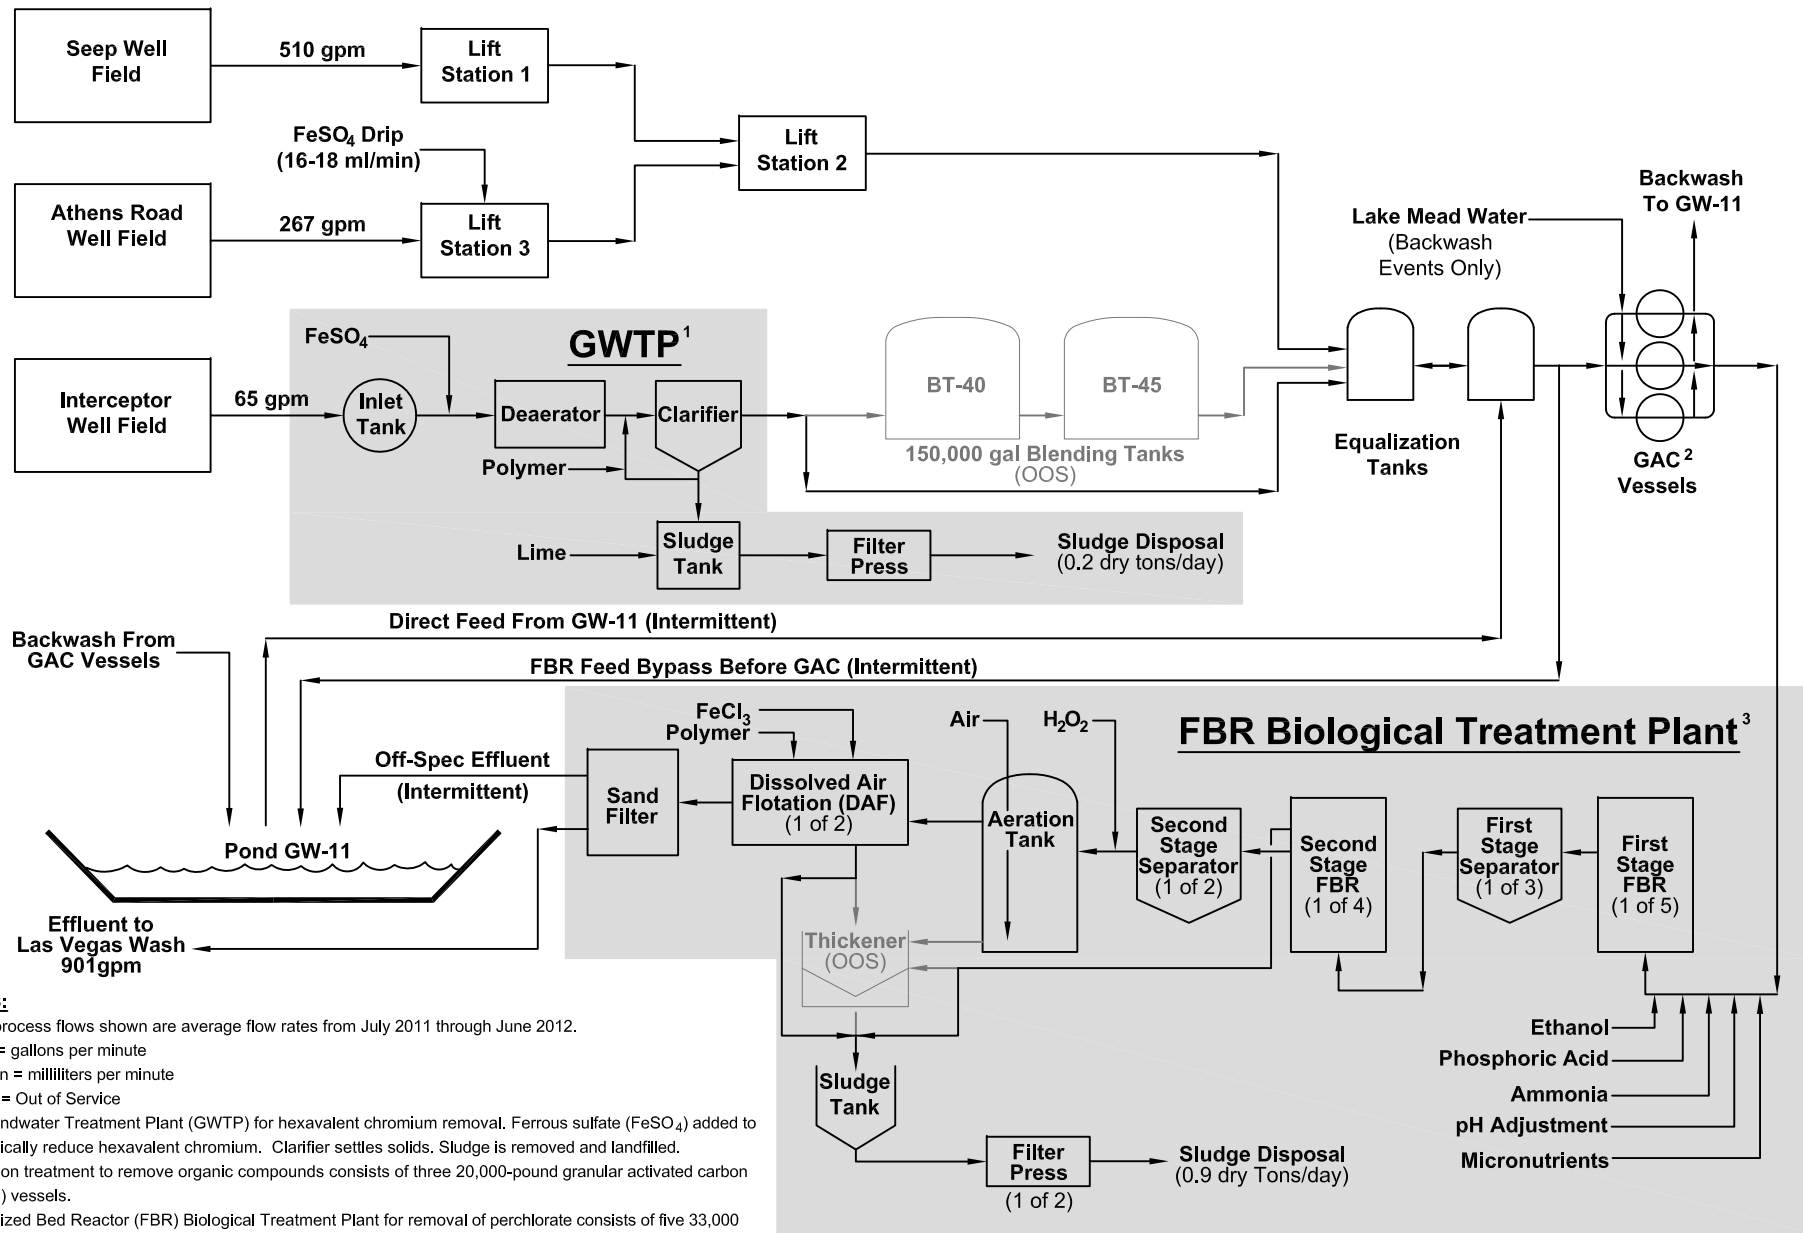 Seep Well
Field
510 gpm
Lift
Station 1
FeSO₄ Drip
(16-18 ml/min)
Lift
Station 2
Athens Road
Well Field
267 gpm
Lift
Station 3
Backwash
To GW-11
Lake Mead Water
(Backwash
Events Only)
GWTP¹
FeSO₄
Interceptor
Well Field
65 gpm
Inlet
Tank
Deaerator
Clarifier
Polymer
BT-40
BT-45
150,000 gal Blending Tanks
(OOS)
Equalization
Tanks
GAC²
Vessels
Lime
Sludge
Tank
Filter
Press
Sludge Disposal
(0.2 dry tons/day)
Direct Feed From GW-11 (Intermittent)
Backwash From
GAC Vessels
FBR Feed Bypass Before GAC (Intermittent)
FBR Biological Treatment Plant³
FeCl₃
Polymer
Air
H₂O₂
Off-Spec Effluent
(Intermittent)
Sand
Filter
Dissolved Air
Flotation (DAF)
(1 of 2)
Aeration
Tank
Second
Stage
Separator
(1 of 2)
Second
Stage
FBR
(1 of 4)
First
Stage
Separator
(1 of 3)
First
Stage
FBR
(1 of 5)
Pond GW-11
Effluent to
Las Vegas Wash
901gpm
Thickener
(OOS)
Ethanol
Phosphoric Acid
Ammonia
pH Adjustment
Micronutrients
Sludge
Tank
Filter
Press
(1 of 2)
Sludge Disposal
(0.9 dry Tons/day)
:
process flows shown are average flow rates from July 2011 through June 2012.
= gallons per minute
n = milliliters per minute
= Out of Service
ndwater Treatment Plant (GWTP) for hexavalent chromium removal. Ferrous sulfate (FeSO₄) added to
ically reduce hexavalent chromium. Clarifier settles solids. Sludge is removed and landfilled.
on treatment to remove organic compounds consists of three 20,000-pound granular activated carbon
) vessels.
ized Bed Reactor (FBR) Biological Treatment Plant for removal of perchlorate consists of five 33,000